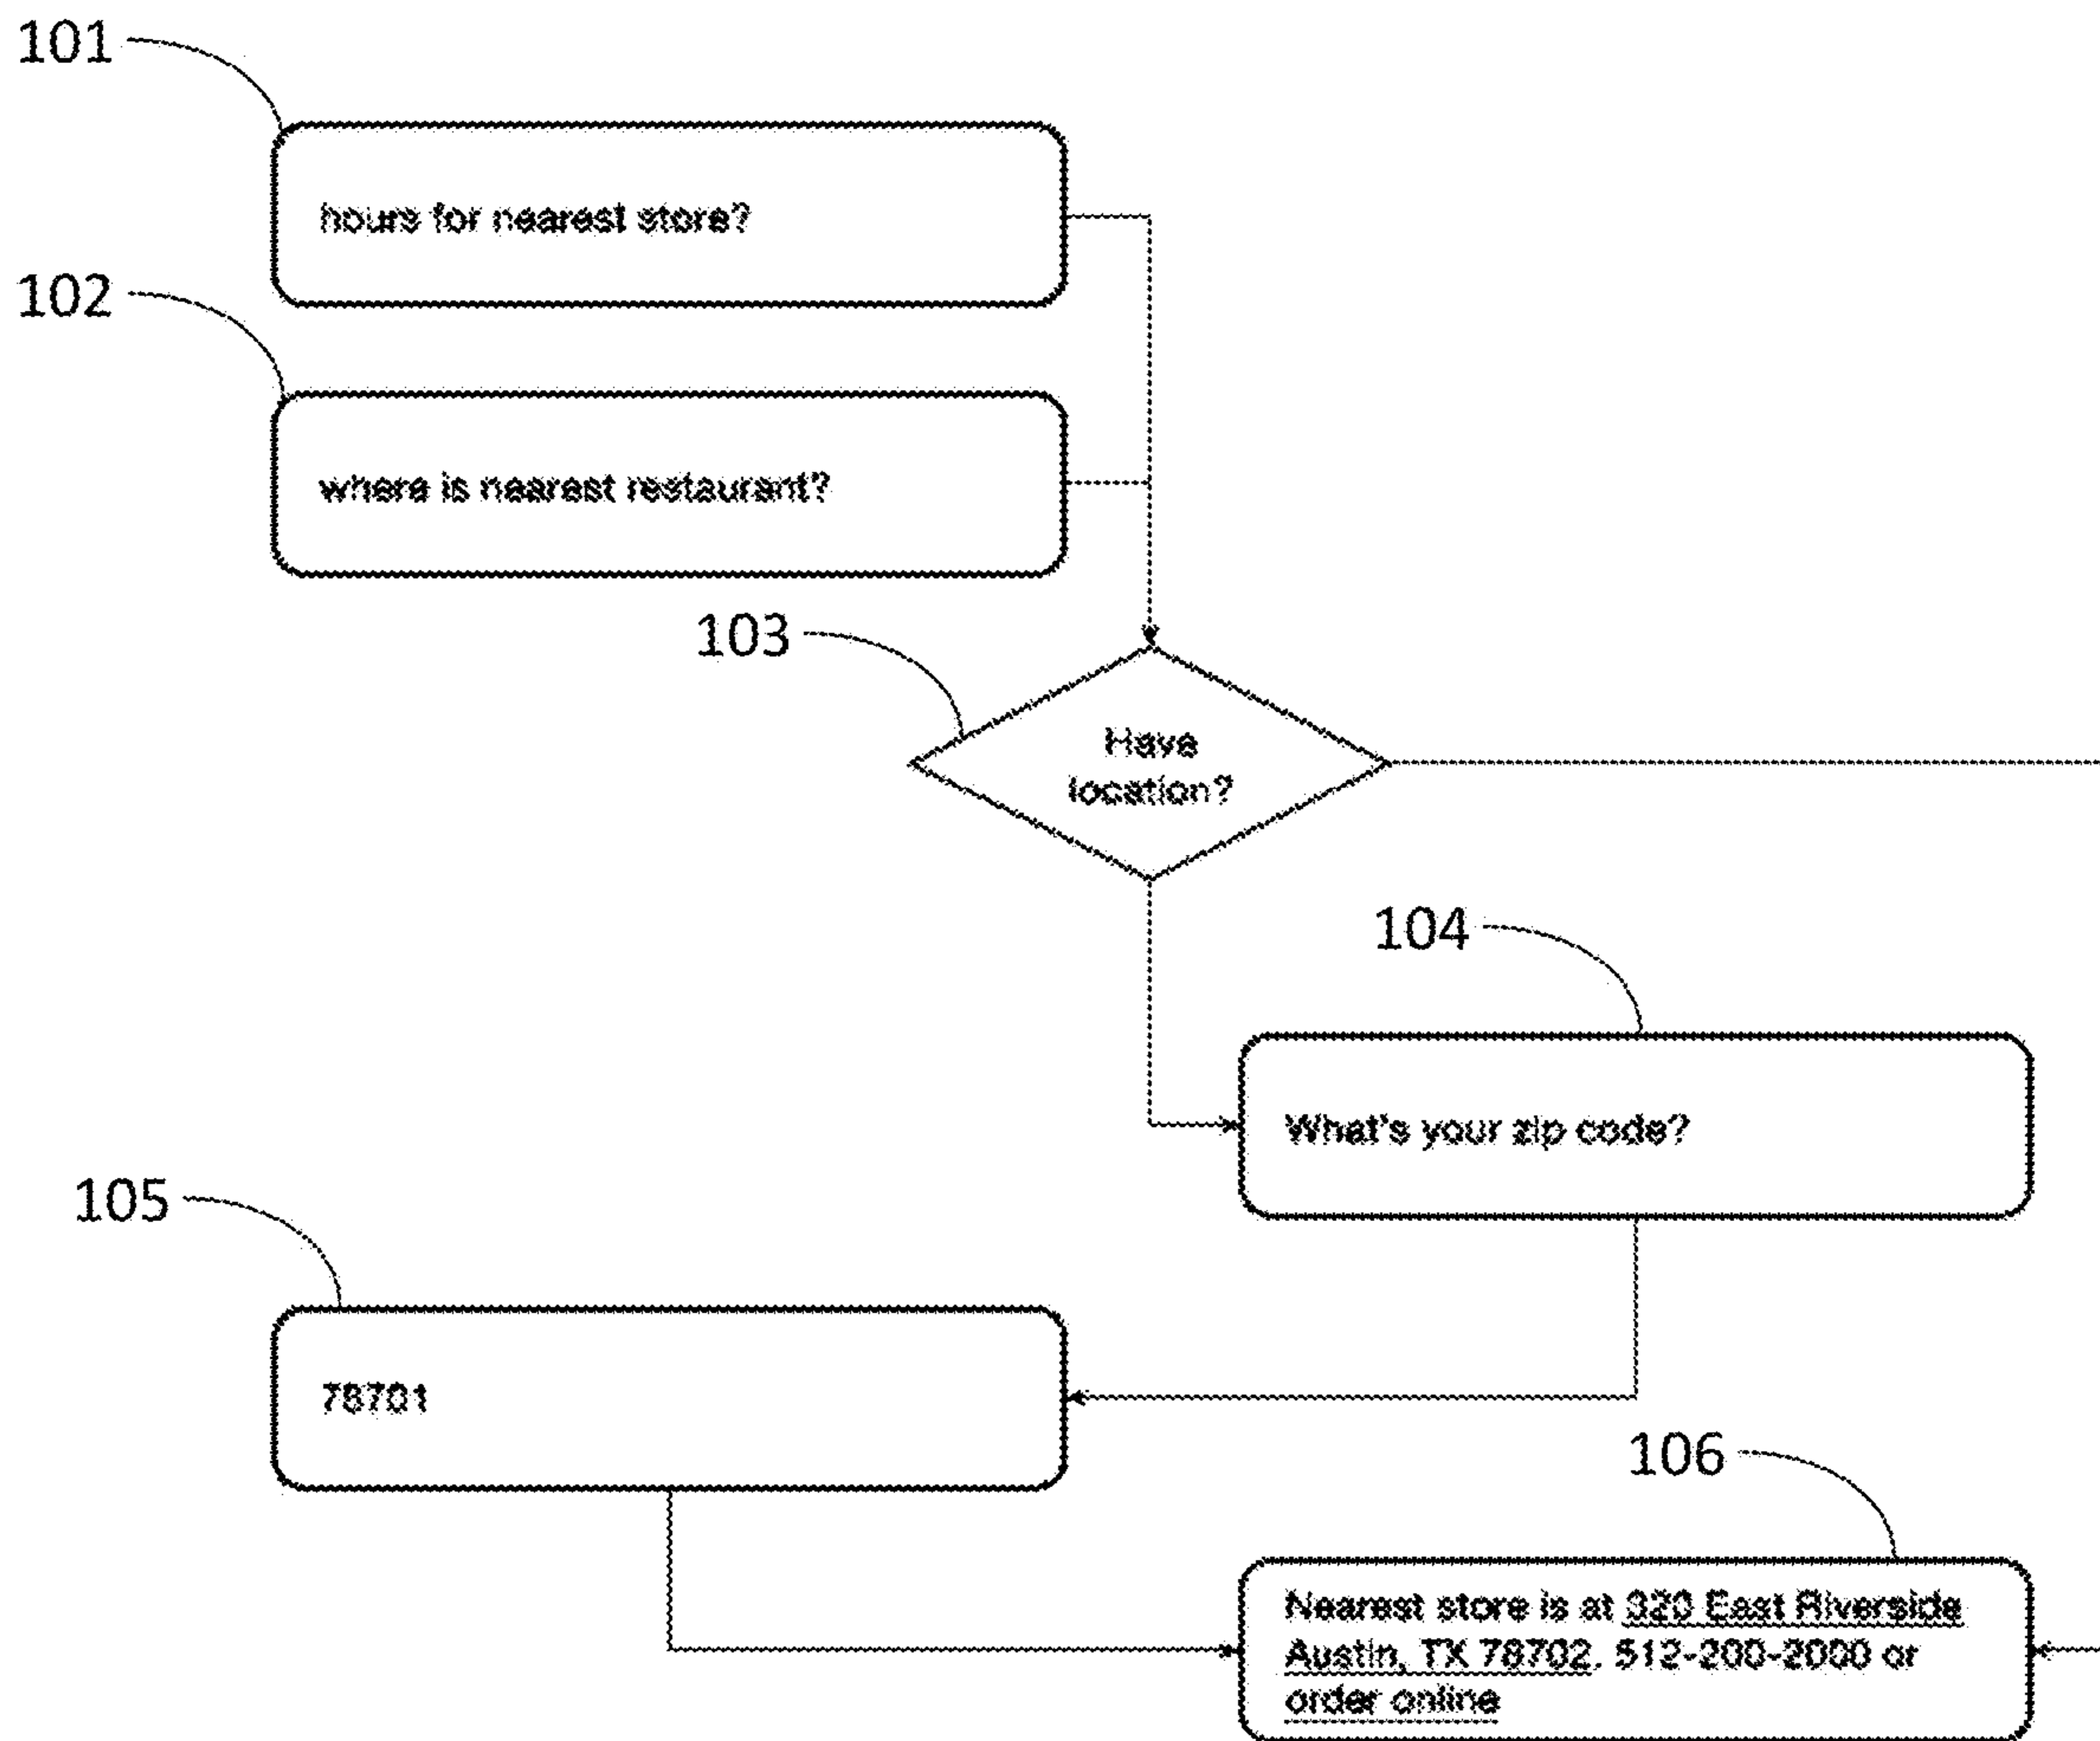 101
hours for nearest store?
102
where is nearest restaurant?
103
Have
location?
104
What's your zip code?
105
78701
106
Nearest store is at 320 East Riverside
Austin, TX 78702. 512-200-2000 or
order online